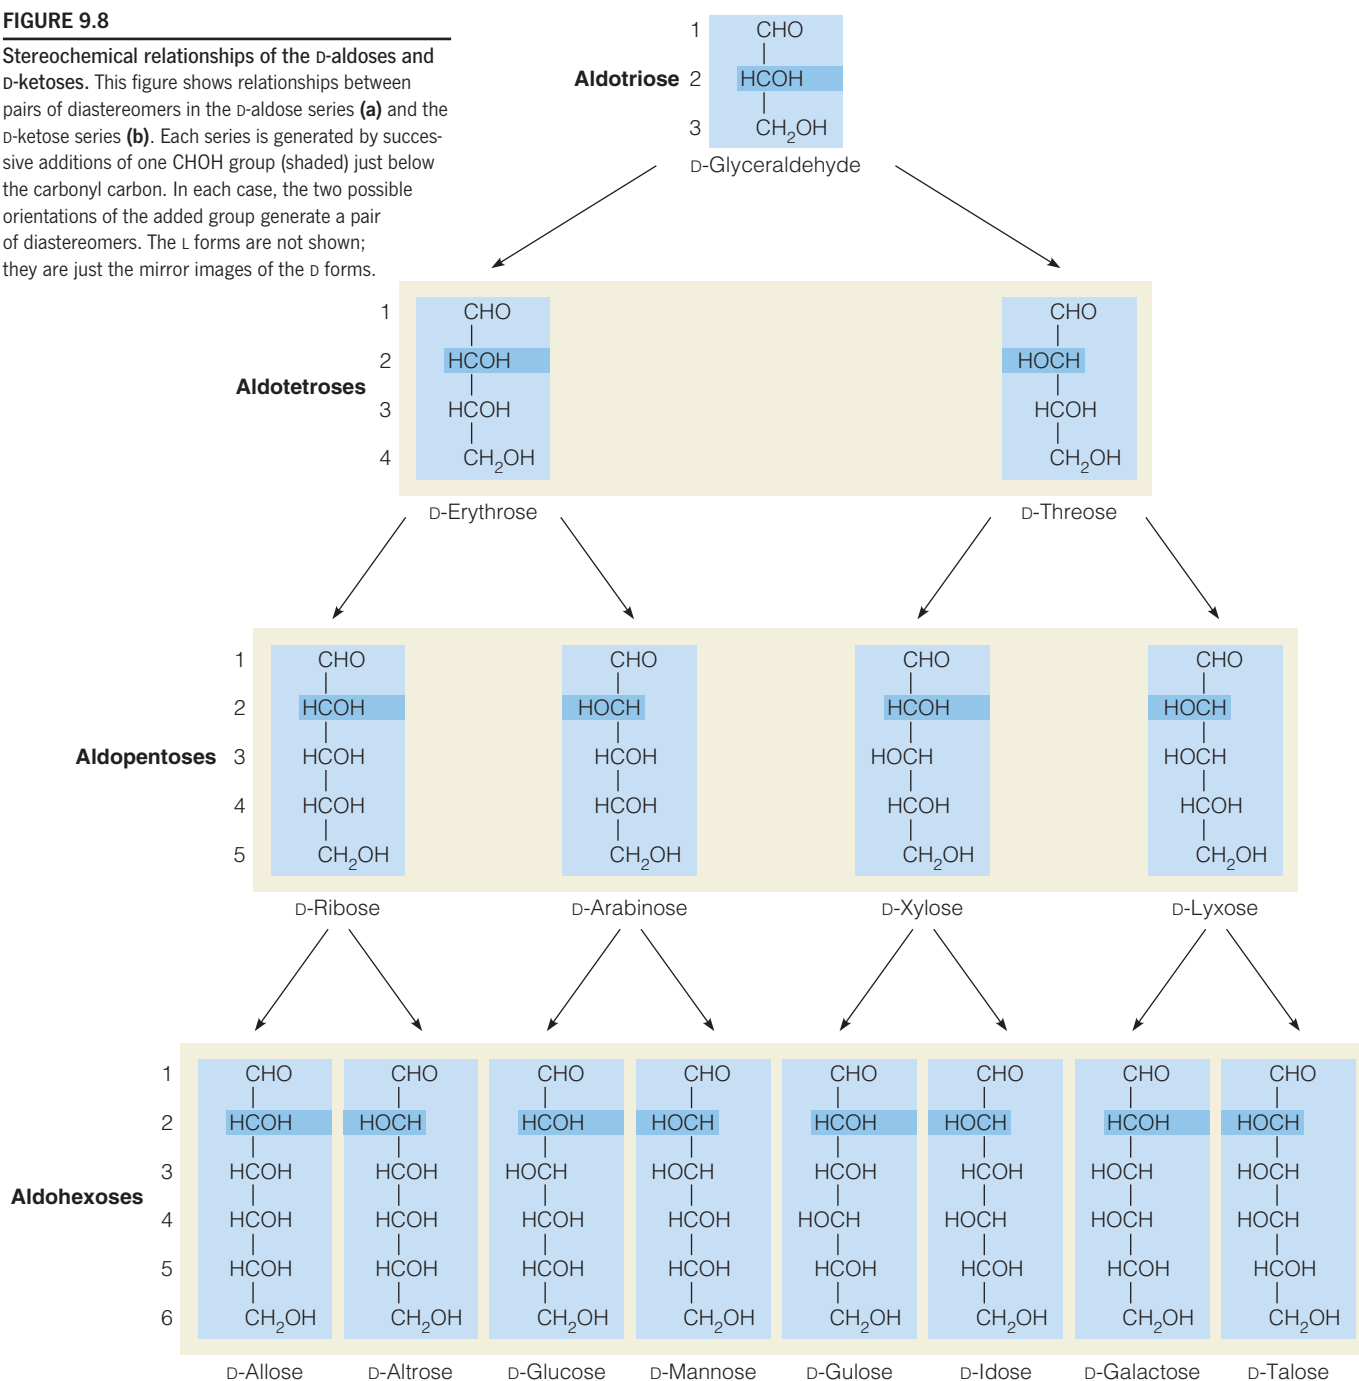 FIGURE 9.8
Stereochemical relationships of the D-aldoses and
D-ketoses. This figure shows relationships between
pairs of diastereomers in the D-aldose series (a) and the
D-ketose series (b). Each series is generated by succes-
sive additions of one CHOH group (shaded) just below
the carbonyl carbon. In each case, the two possible
orientations of the added group generate a pair
of diastereomers. The L forms are not shown;
they are just the mirror images of the D forms.
1 CHO
Aldotriose 2 HCOH
3 CH₂OH
D-Glyceraldehyde
1 CHO CHO
2 HCOH HOCH
Aldotetroses
3 HCOH HCOH
4 CH₂OH CH₂OH
D-Erythrose D-Threose
1 CHO CHO CHO CHO
2 HCOH HOCH HCOH HOCH
Aldopentoses 3 HCOH HCOH HOCH HOCH
4 HCOH HCOH HCOH HCOH
5 CH₂OH CH₂OH CH₂OH CH₂OH
D-Ribose D-Arabinose D-Xylose D-Lyxose
1 CHO CHO CHO CHO CHO CHO CHO CHO
2 HCOH HOCH HCOH HOCH HCOH HOCH HCOH HOCH
3 HCOH HCOH HOCH HOCH HCOH HCOH HOCH HOCH
Aldohexoses
4 HCOH HCOH HCOH HCOH HOCH HOCH HOCH HOCH
5 HCOH HCOH HCOH HCOH HCOH HCOH HCOH HCOH
6 CH₂OH CH₂OH CH₂OH CH₂OH CH₂OH CH₂OH CH₂OH CH₂OH
D-Allose D-Altrose D-Glucose D-Mannose D-Gulose D-Idose D-Galactose D-Talose